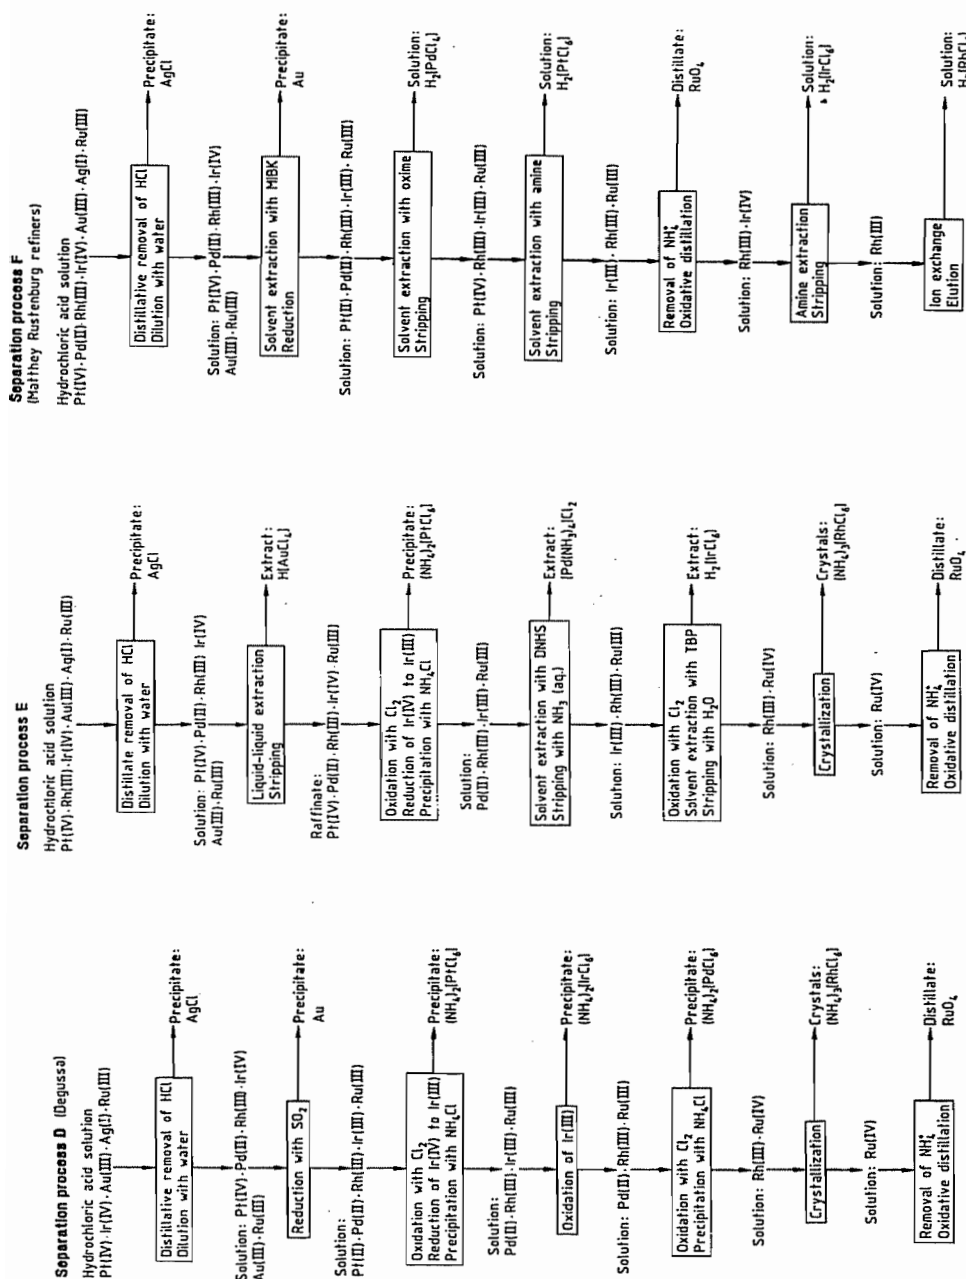 Separation process D (Degussa)
Hydrochloric acid solution
Pt(IV)·Ir(IV)·Au(III)·Ag(I)·Ru(III)
Distillative removal of HCl
Dilution with water
Precipitate:
AgCl
Solution: Pt(IV)·Pd(II)·Rh(III)·Ir(IV)
Au(III)·Ru(III)
Reduction with SO₂
Precipitate:
Au
Solution:
Pt(II)·Pd(II)·Rh(III)·Ir(III)·Ru(III)
Oxidation with Cl₂
Reduction of Ir(IV) to Ir(III)
Precipitation with NH₄Cl
Precipitate:
(NH₄)₂[PtCl₆]
Solution:
Pd(II)·Rh(III)·Ir(III)·Ru(III)
Oxidation of Ir(III)
Precipitate:
(NH₄)₂[IrCl₆]
Solution: Pd(II)·Rh(III)·Ru(III)
Oxidation with Cl₂
Precipitation with NH₄Cl
Precipitate:
(NH₄)₂[PdCl₆]
Solution: Rh(III)·Ru(IV)
Crystallization
Crystals:
(NH₄)₃[RhCl₆]
Solution: Ru(IV)
Removal of NH₄⁺
Oxidative distillation
Distillate:
RuO₄
Separation process E
Hydrochloric acid solution
Pt(IV)·Rh(III)·Ir(IV)·Au(III)·Ag(I)·Ru(III)
Distillate removal of HCl
Dilution with water
Precipitate:
AgCl
Solution: Pt(IV)·Pd(II)·Rh(III) Ir(IV)
Au(III)·Ru(III)
Liquid-liquid extraction
Stripping
Extract:
H[AuCl₄]
Raffinate:
Pt(IV)·Pd(II)·Rh(III)·Ir(IV)·Ru(III)
Oxidation with Cl₂
Reduction of Ir(IV) to Ir(III)
Precipitation with NH₄Cl
Precipitate:
(NH₄)₂[PtCl₆]
Solution:
Pd(II)·Rh(III)·Ir(III)·Ru(III)
Solvent extraction with DNHS
Stripping with NH₃ (aq.)
Extract:
[Pd(NH₃)₄]Cl₂
Solution: Ir(III)·Rh(III)·Ru(III)
Oxidation with Cl₂
Solvent extraction with TBP
Stripping with H₂O
Extract:
H₂[IrCl₆]
Solution: Rh(III)·Ru(IV)
Crystallization
Crystals:
(NH₄)₃[RhCl₆]
Solution: Ru(IV)
Removal of NH₄⁺
Oxidative distillation
Distillate:
RuO₄
Separation process F
(Matthey Rustenburg refiners)
Hydrochloric acid solution
Pt(IV)·Pd(II)·Rh(III)·Ir(IV)·Au(III)·Ag(I)·Ru(III)
Distillative removal of HCl
Dilution with water
Precipitate:
AgCl
Solution: Pt(IV)·Pd(II)·Rh(III)·Ir(IV)
Au(III)·Ru(III)
Solvent extraction with MIBK
Reduction
Precipitate:
Au
Solution: Pt(II)·Pd(II)·Rh(III)·Ir(III)·Ru(III)
Solvent extraction with oxime
Stripping
Solution:
H₂[PdCl₄]
Solution: Pt(IV)·Rh(III)·Ir(III)·Ru(III)
Solvent extraction with amine
Stripping
Solution:
H₂[PtCl₆]
Solution: Ir(III)·Rh(III)·Ru(III)
Removal of NH₄⁺
Oxidative distillation
Distillate:
RuO₄
Solution: Rh(III)·Ir(IV)
Amine extraction
Stripping
Solution:
H₂[IrCl₆]
Solution: Rh(III)
Ion exchange
Elution
Solution: